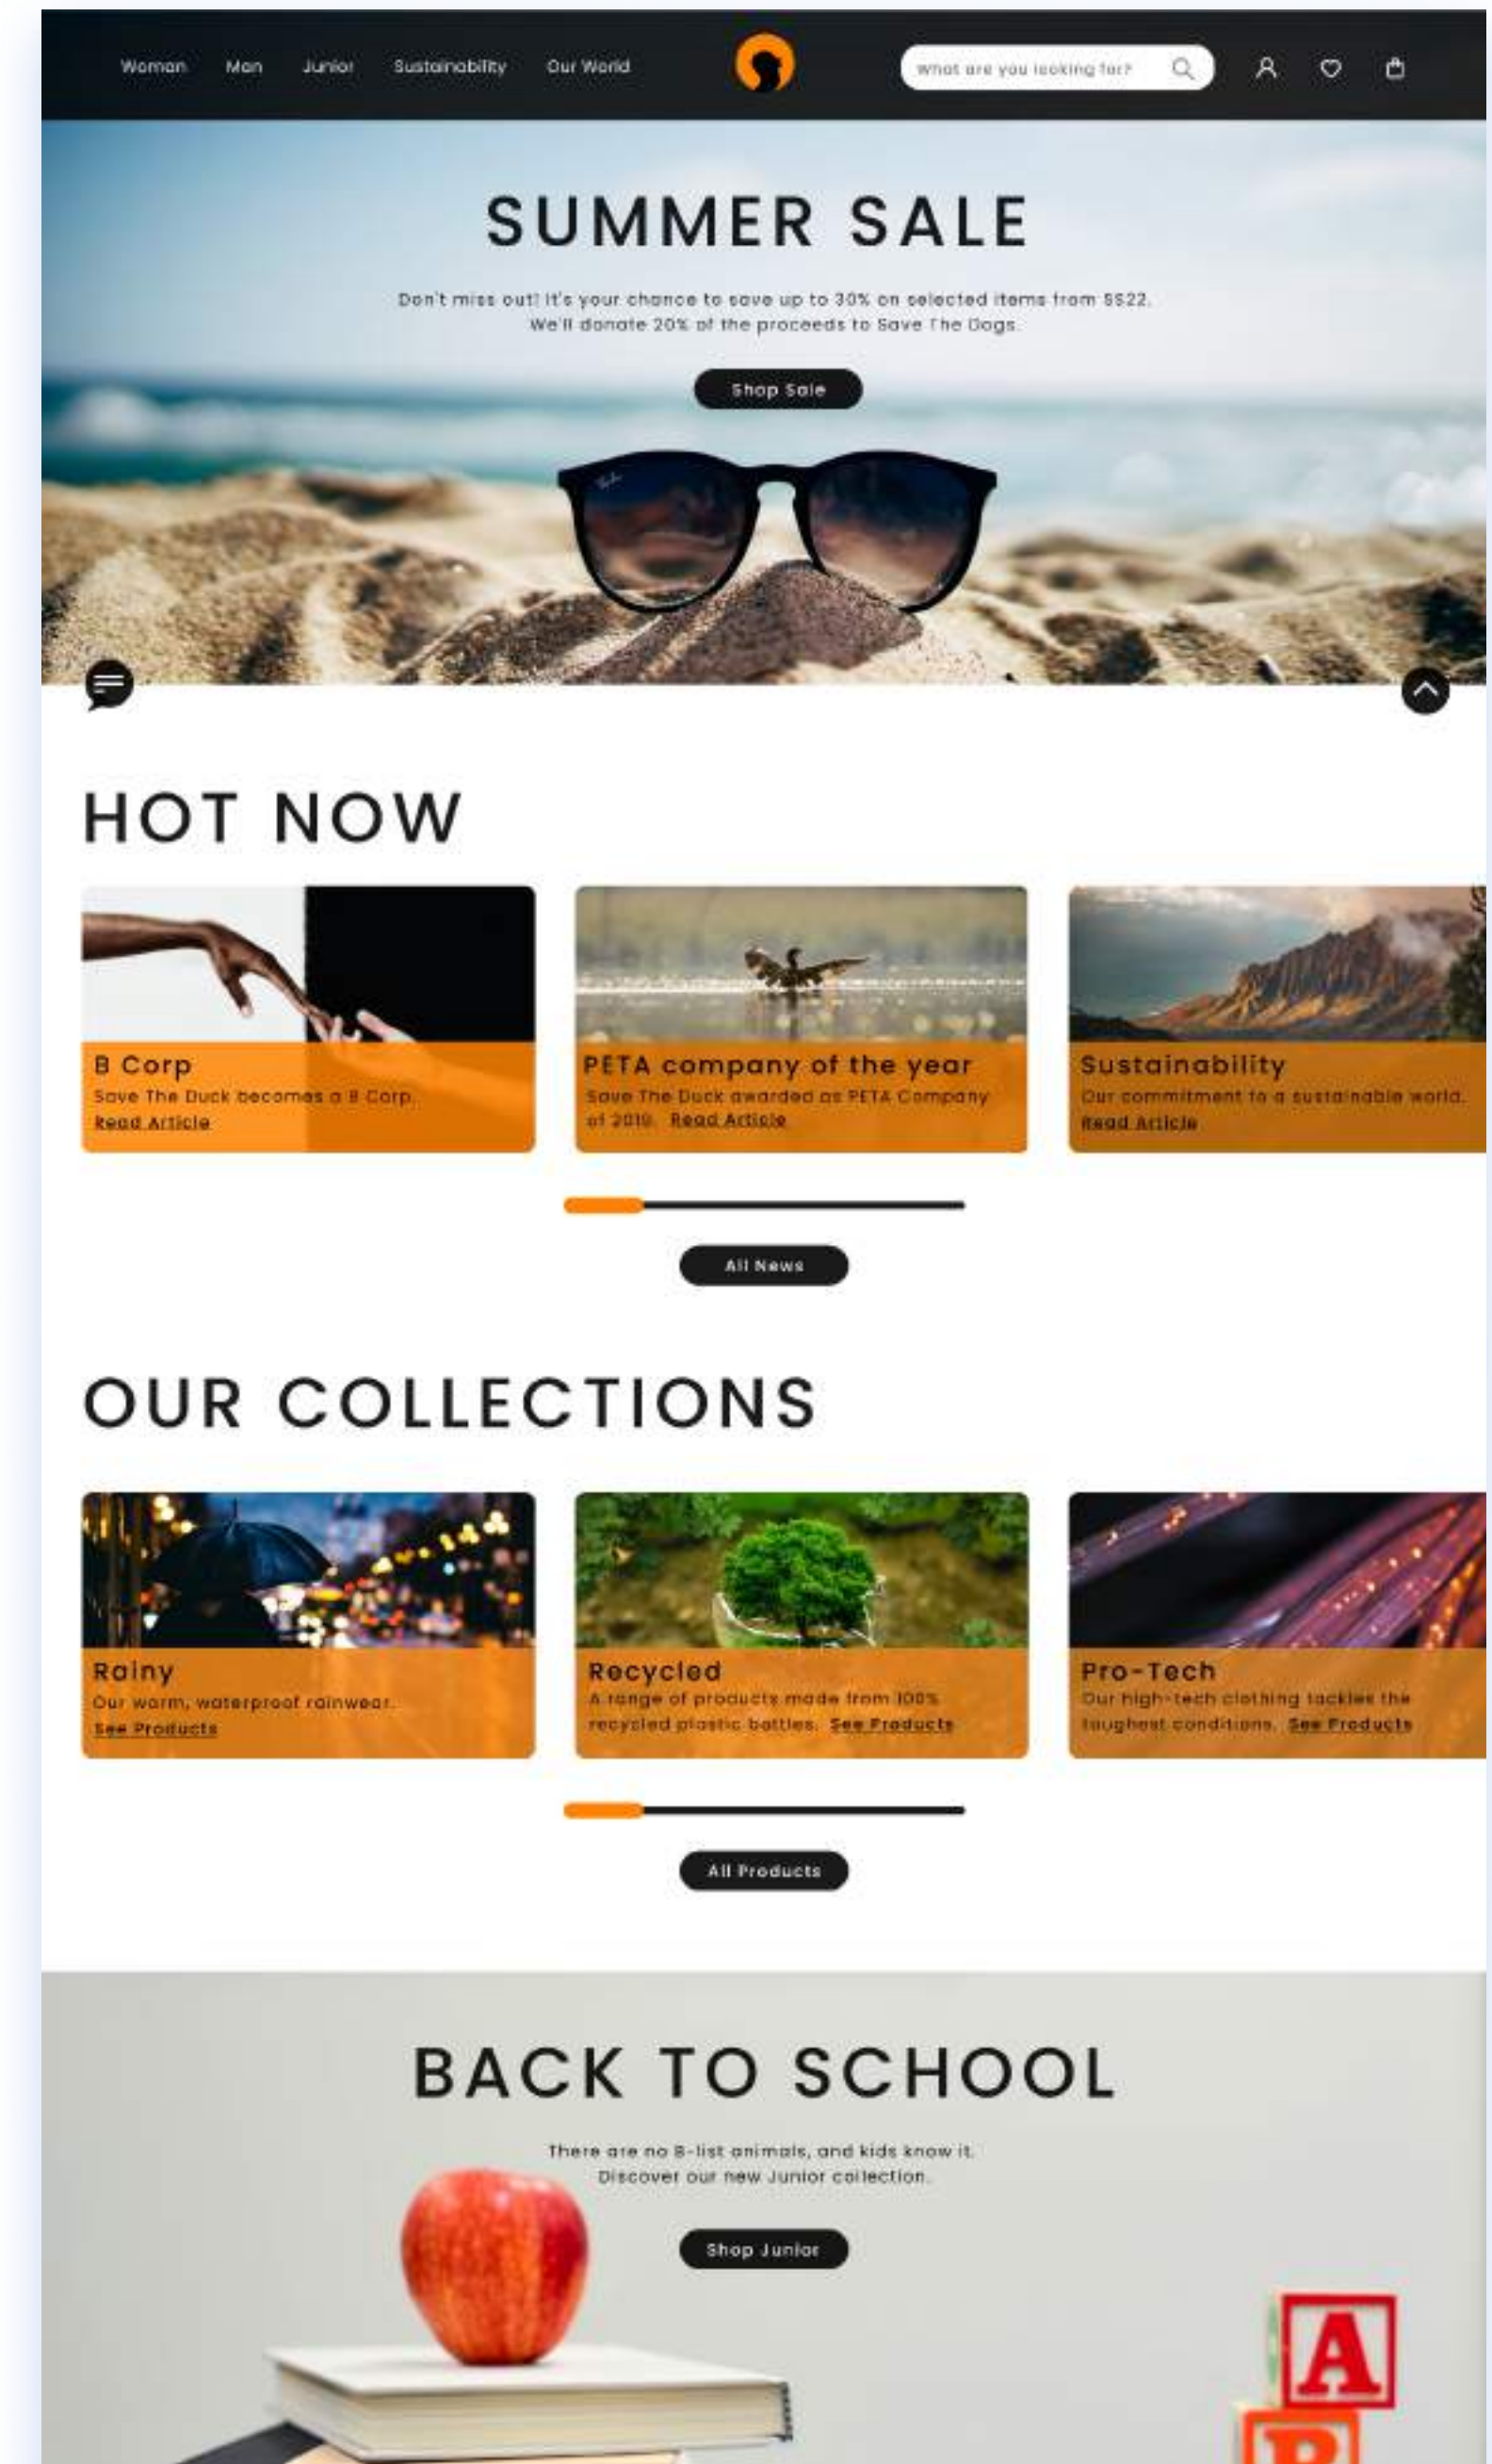 Woman Man Junior Sustainability Our World What are you looking for?
SUMMER SALE
Don't miss out! It's your chance to save up to 30% on selected items from SS22.
We'll donate 20% of the proceeds to Save The Dogs.
Shop Sale
Ray-Ban
HOT NOW
B Corp
Save The Duck becomes a B Corp.
Read Article
PETA company of the year
Save The Duck awarded as PETA Company
of 2019. Read Article
Sustainability
Our commitment to a sustainable world.
Read Article
All News
OUR COLLECTIONS
Rainy
Our warm, waterproof rainwear.
See Products
Recycled
A range of products made from 100%
recycled plastic bottles. See Products
Pro-Tech
Our high-tech clothing tackles the
toughest conditions. See Products
All Products
BACK TO SCHOOL
There are no B-list animals, and kids know it.
Discover our new Junior collection.
Shop Junior
A
B